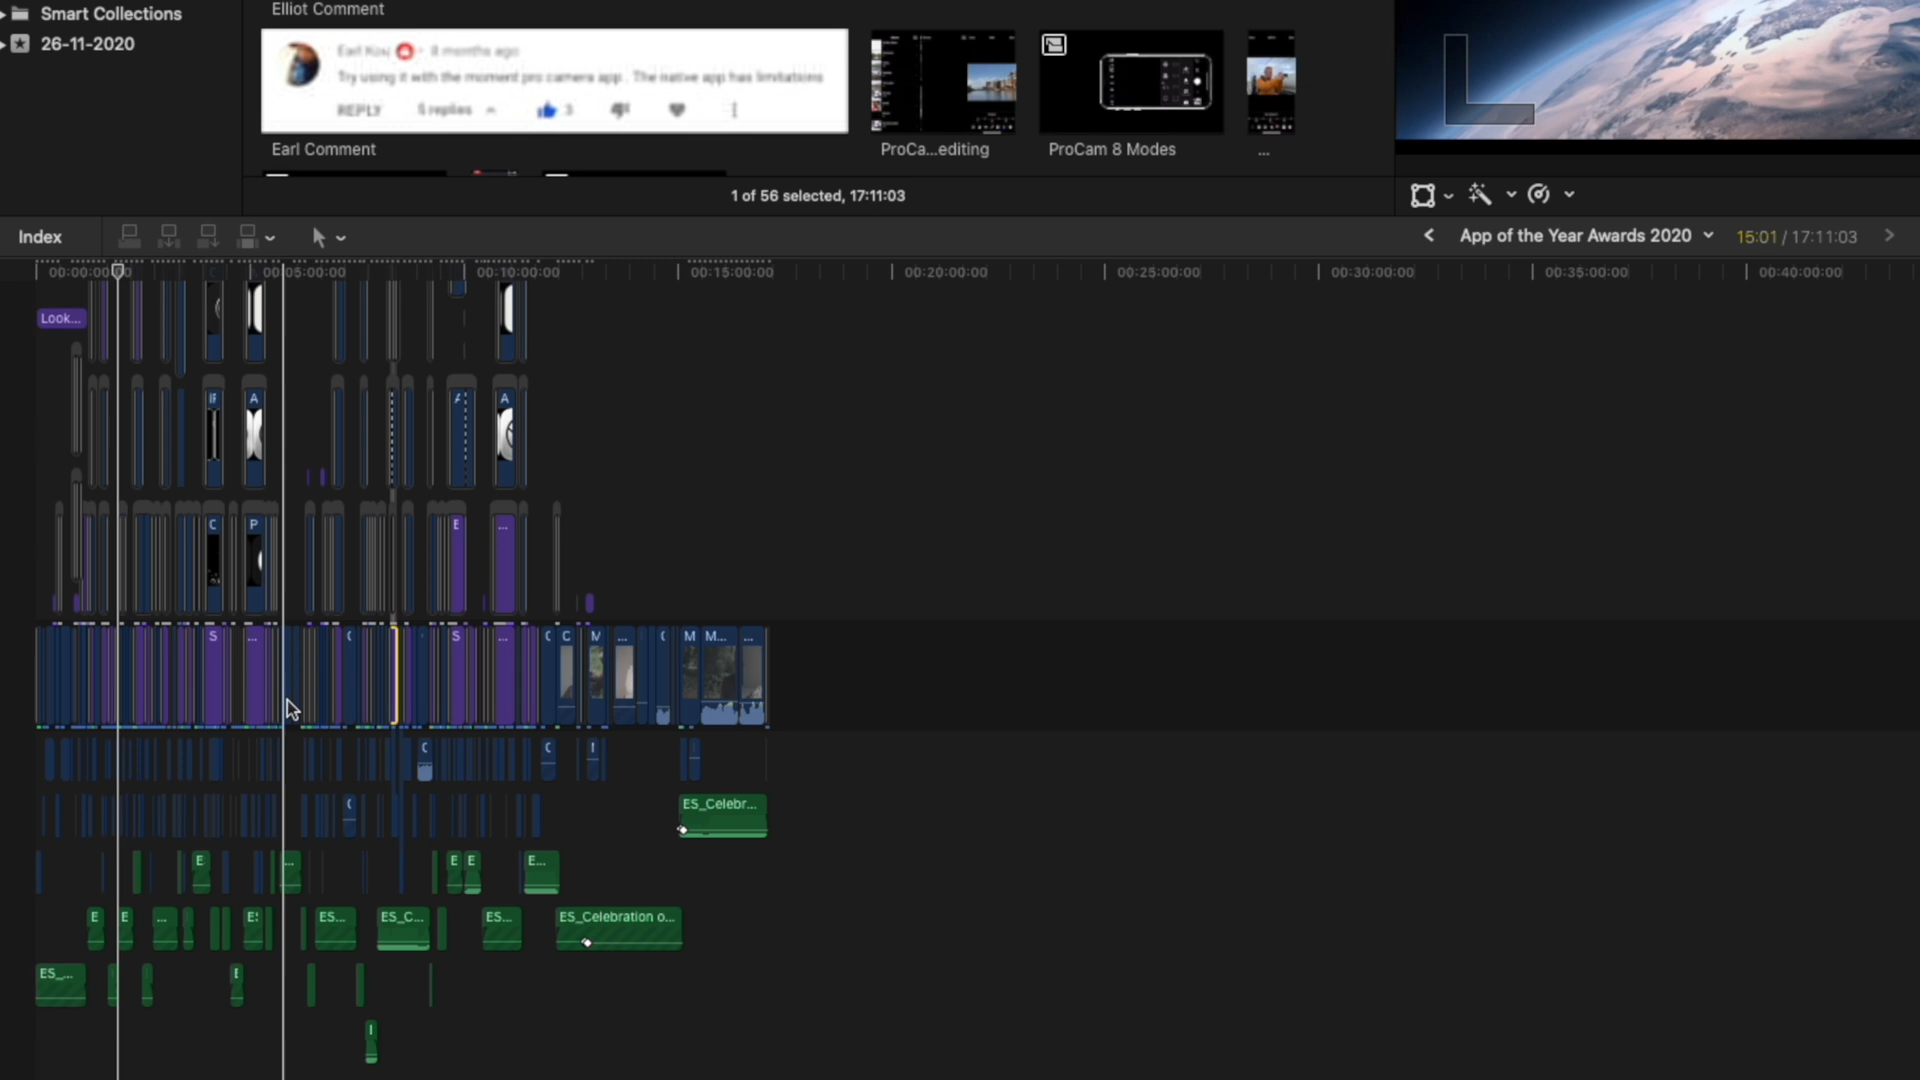 Smart Collections
26-11-2020
Elliot Comment
Earl Kow · 8 months ago
Try using it with the moment pro camera app . The native app has limitations
REPLY 5 replies 3
Earl Comment
ProCa...editing
ProCam 8 Modes
...
1 of 56 selected, 17:11:03
Index
App of the Year Awards 2020
15:01 / 17:11:03
00:00:00 00:05:00:00 00:10:00:00 00:15:00:00 00:20:00:00 00:25:00:00 00:30:00:00 00:35:00:00 00:40:00:00
Look...
A A
C P E ...
S ... S ... C M ... M M... ...
ES_Celebr...
E ... E E E...
E E ... ES ES... ES_C... ES... ES_Celebration o...
ES_... E